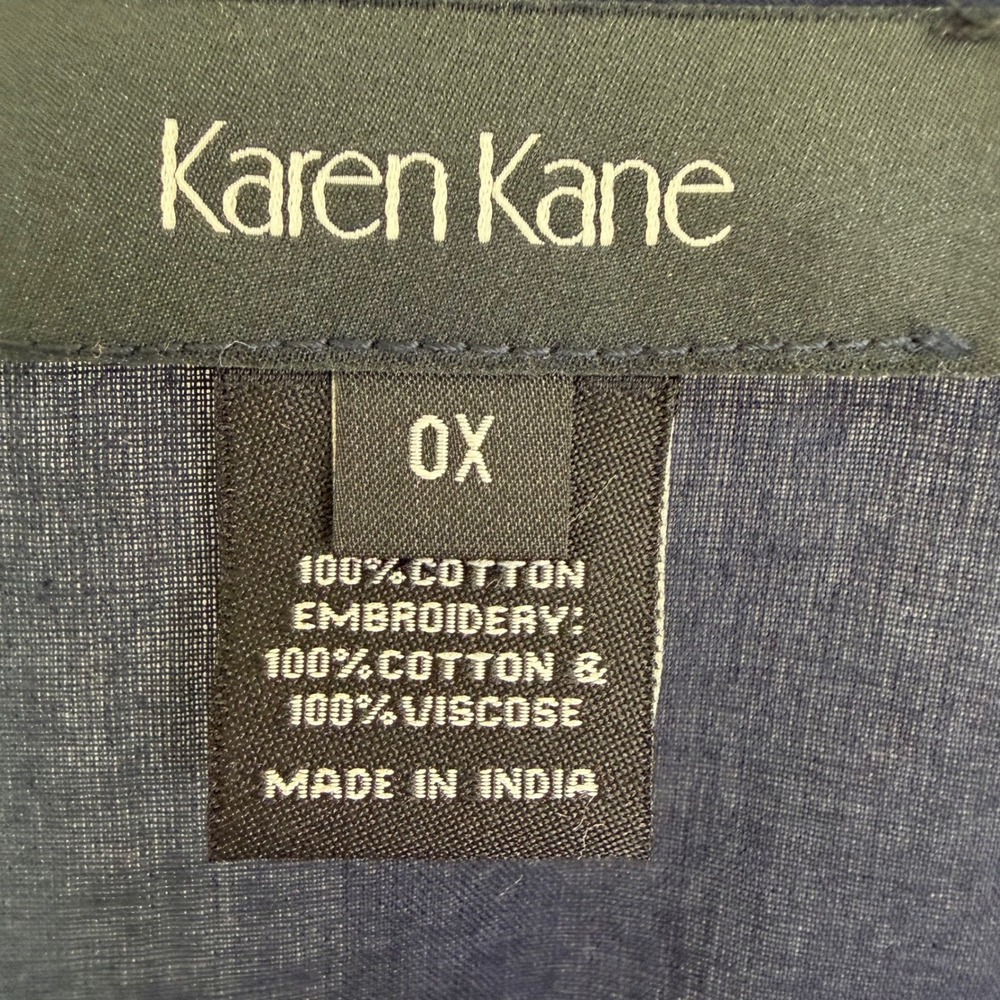 Karen Kane
0X
100%COTTON
EMBROIDERY:
100%COTTON &
100%VISCOSE
MADE IN INDIA